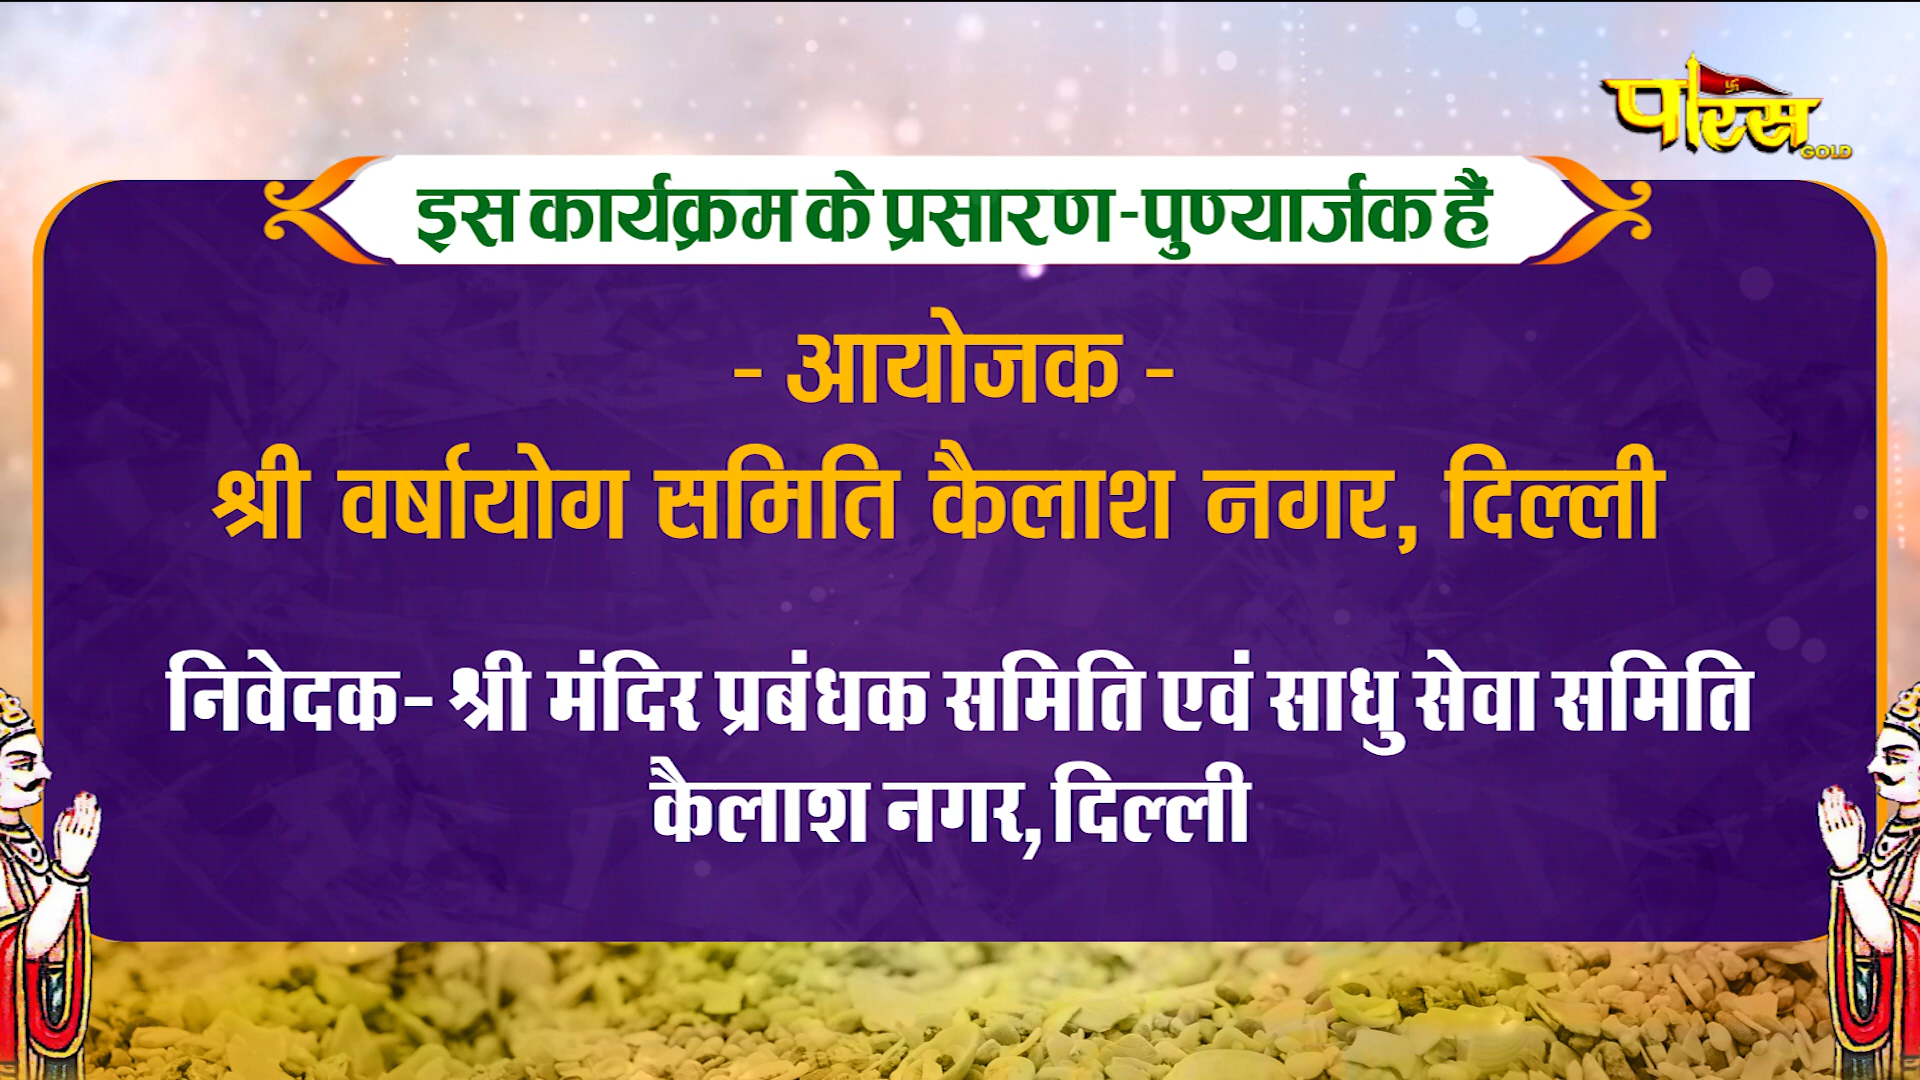 पारस
GOLD
इस कार्यक्रम के प्रसारण-पुण्यार्जक हैं
- आयोजक -
श्री वर्षायोग समिति कैलाश नगर, दिल्ली
निवेदक- श्री मंदिर प्रबंधक समिति एवं साधु सेवा समिति
कैलाश नगर, दिल्ली